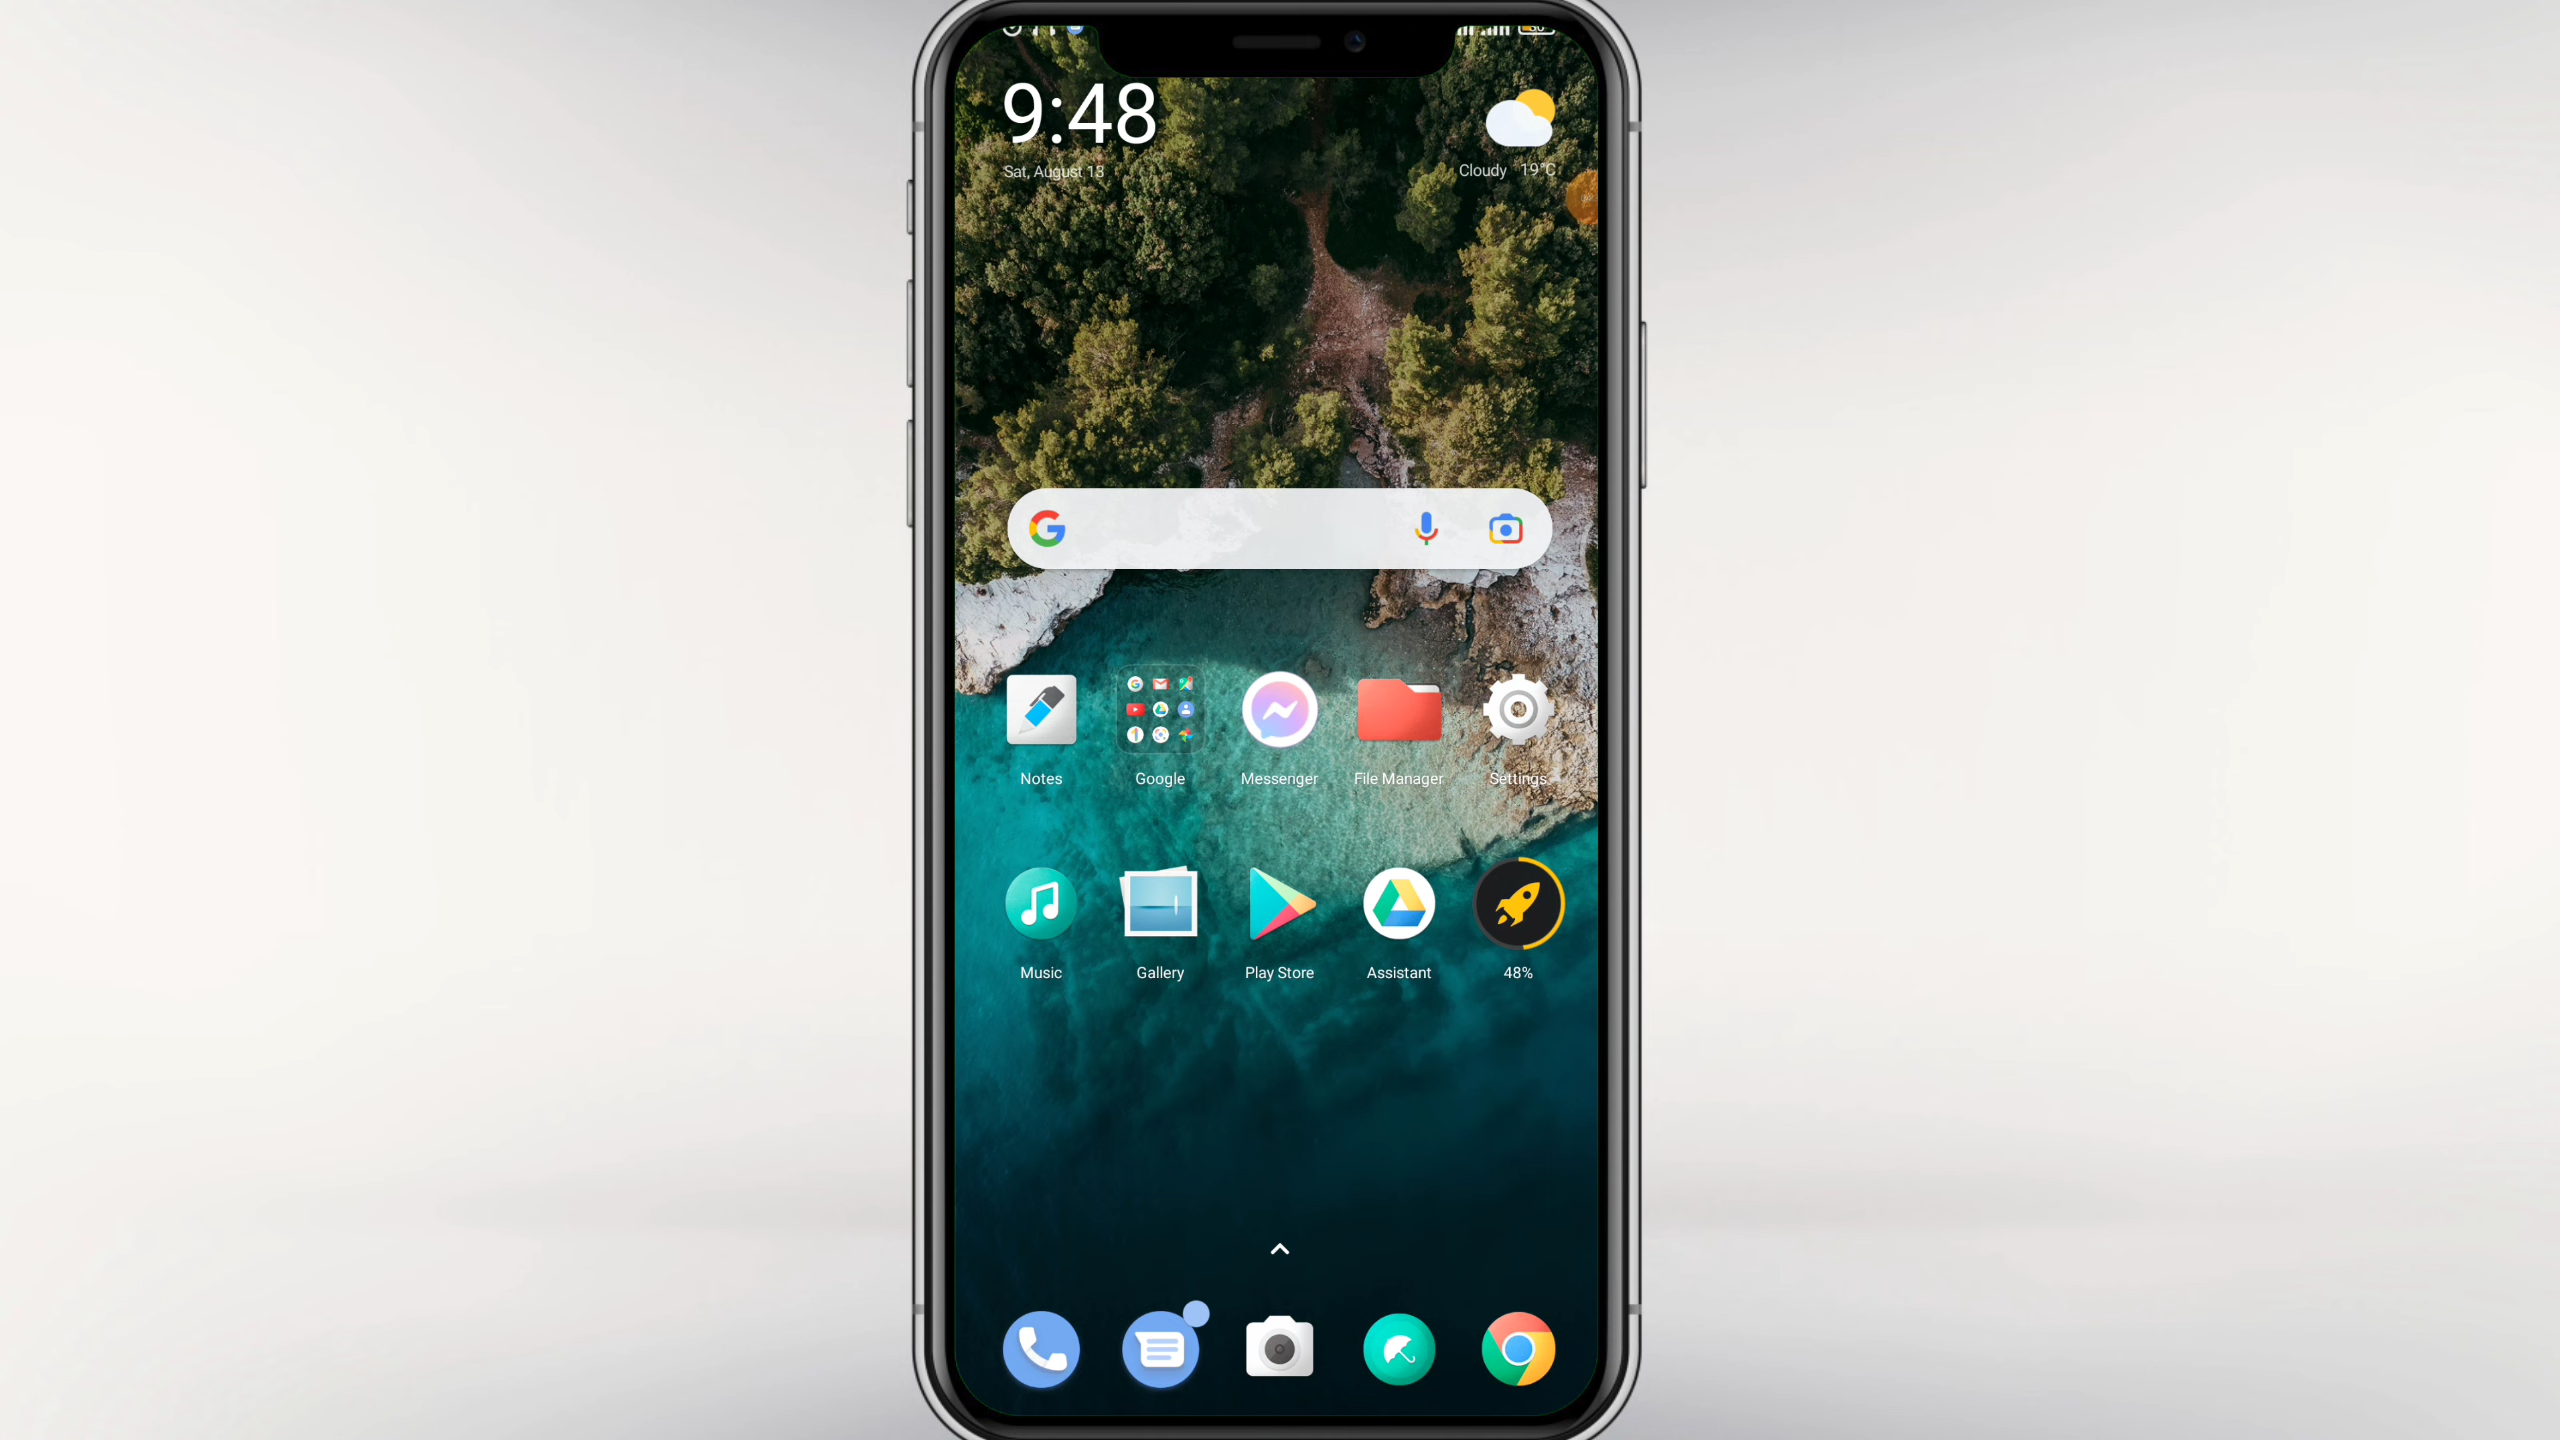 9:48
Sat, August 13
Cloudy 19°C
Notes
Google
Messenger
File Manager
Settings
Music
Gallery
Play Store
Assistant
48%